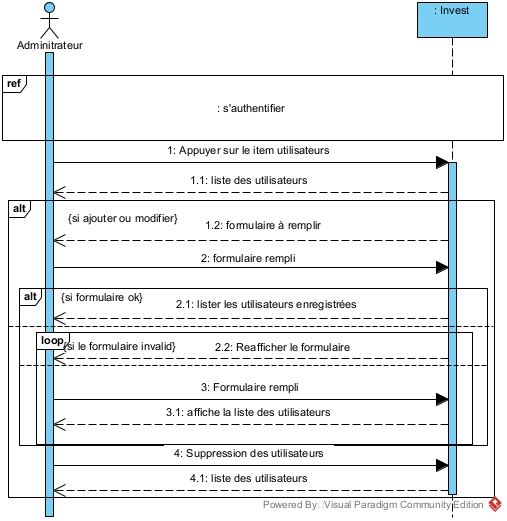 : Invest
Adminitrateur
ref
: s'authentifier
1: Appuyer sur le item utilisateurs
1.1: liste des utilisateurs
alt
{si ajouter ou modifier}
1.2: formulaire à remplir
2: formulaire rempli
alt
{si formulaire ok}
2.1: lister les utilisateurs enregistrées
loop
{si le formulaire invalid}
2.2: Reafficher le formulaire
3: Formulaire rempli
3.1: affiche la liste des utilisateurs
4: Suppression des utilisateurs
4.1: liste des utilisateurs
Powered By Visual Paradigm Community Edition